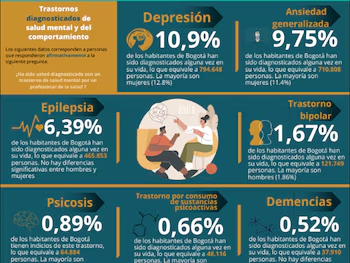 Trastornos
diagnosticados de
salud mental y del
comportamiento
Los siguientes datos corresponden a personas
que respondieron afirmativamente a la
siguiente pregunta:
¿Ha sido usted diagnosticado con un
trastorno de salud mental por un
profesional de la salud?
Depresión
10,9%
de los habitantes de Bogotá han
sido diagnosticados alguna vez en
su vida, lo que equivale a 794.648
personas. La mayoría son
mujeres (12.8%)
Ansiedad
generalizada
9,75%
de los habitantes de Bogotá han
sido diagnosticados alguna vez en
su vida, lo que equivale a 710.808
personas. La mayoría son
mujeres (11.4%)
Epilepsia
6,39%
de los habitantes de Bogotá han
sido diagnosticados alguna vez en
su vida, lo que equivale a 465.853
personas. No hay diferencias
significativas entre hombres y
mujeres
Trastorno
bipolar
1,67%
de los habitantes de Bogotá han
sido diagnosticados alguna vez en
su vida, lo que equivale a 121.749
personas. La mayoría son
hombres (1.86%)
Psicosis
0,89%
de los habitantes de Bogotá
tienen indicios de este trastorno,
lo que equivale a 64.884
personas. La mayoría son
Trastorno por consumo
de sustancias
psicoactivas
0,66%
de los habitantes de Bogotá han
sido diagnosticados alguna vez en
su vida, lo que equivale a 48.116
personas. La mayoría son
Demencias
0,52%
de los habitantes de Bogotá han
sido diagnosticados alguna vez en
su vida, lo que equivale a 37.910
personas. No hay diferencias